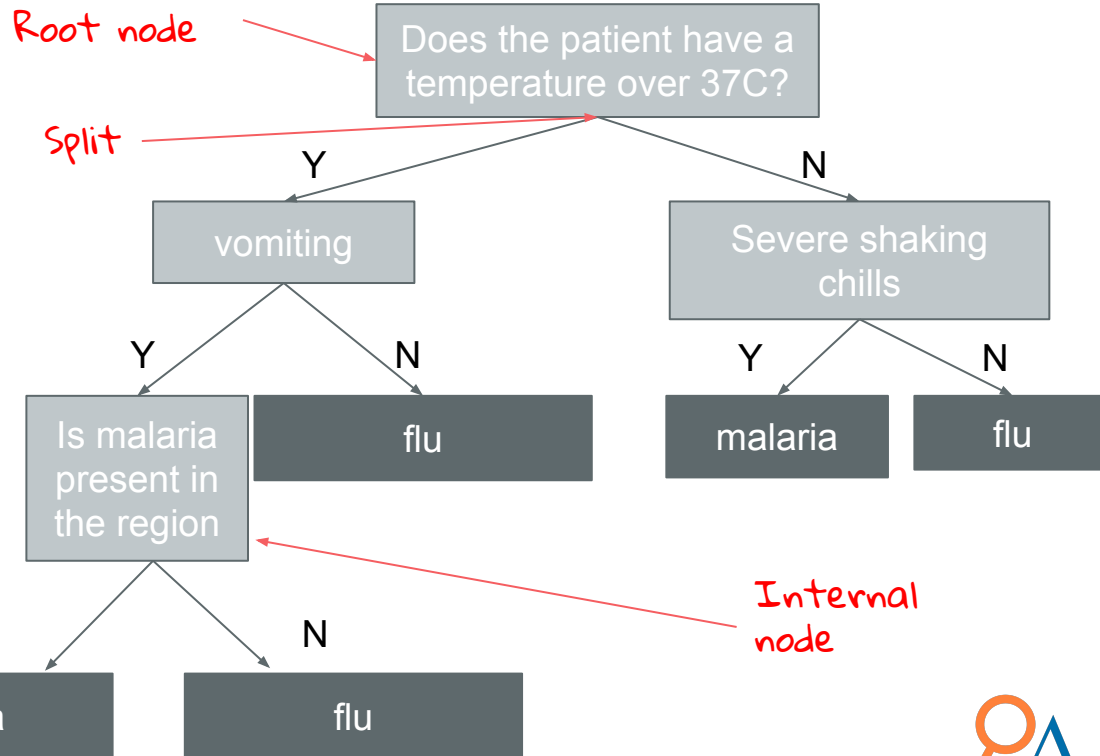 Root node
Does the patient have a
temperature over 37C?
Split
Y
N
vomiting
Severe shaking
chills
Y
N
Y
N
Is malaria
present in
the region
flu
malaria
flu
Internal
node
N
a
flu